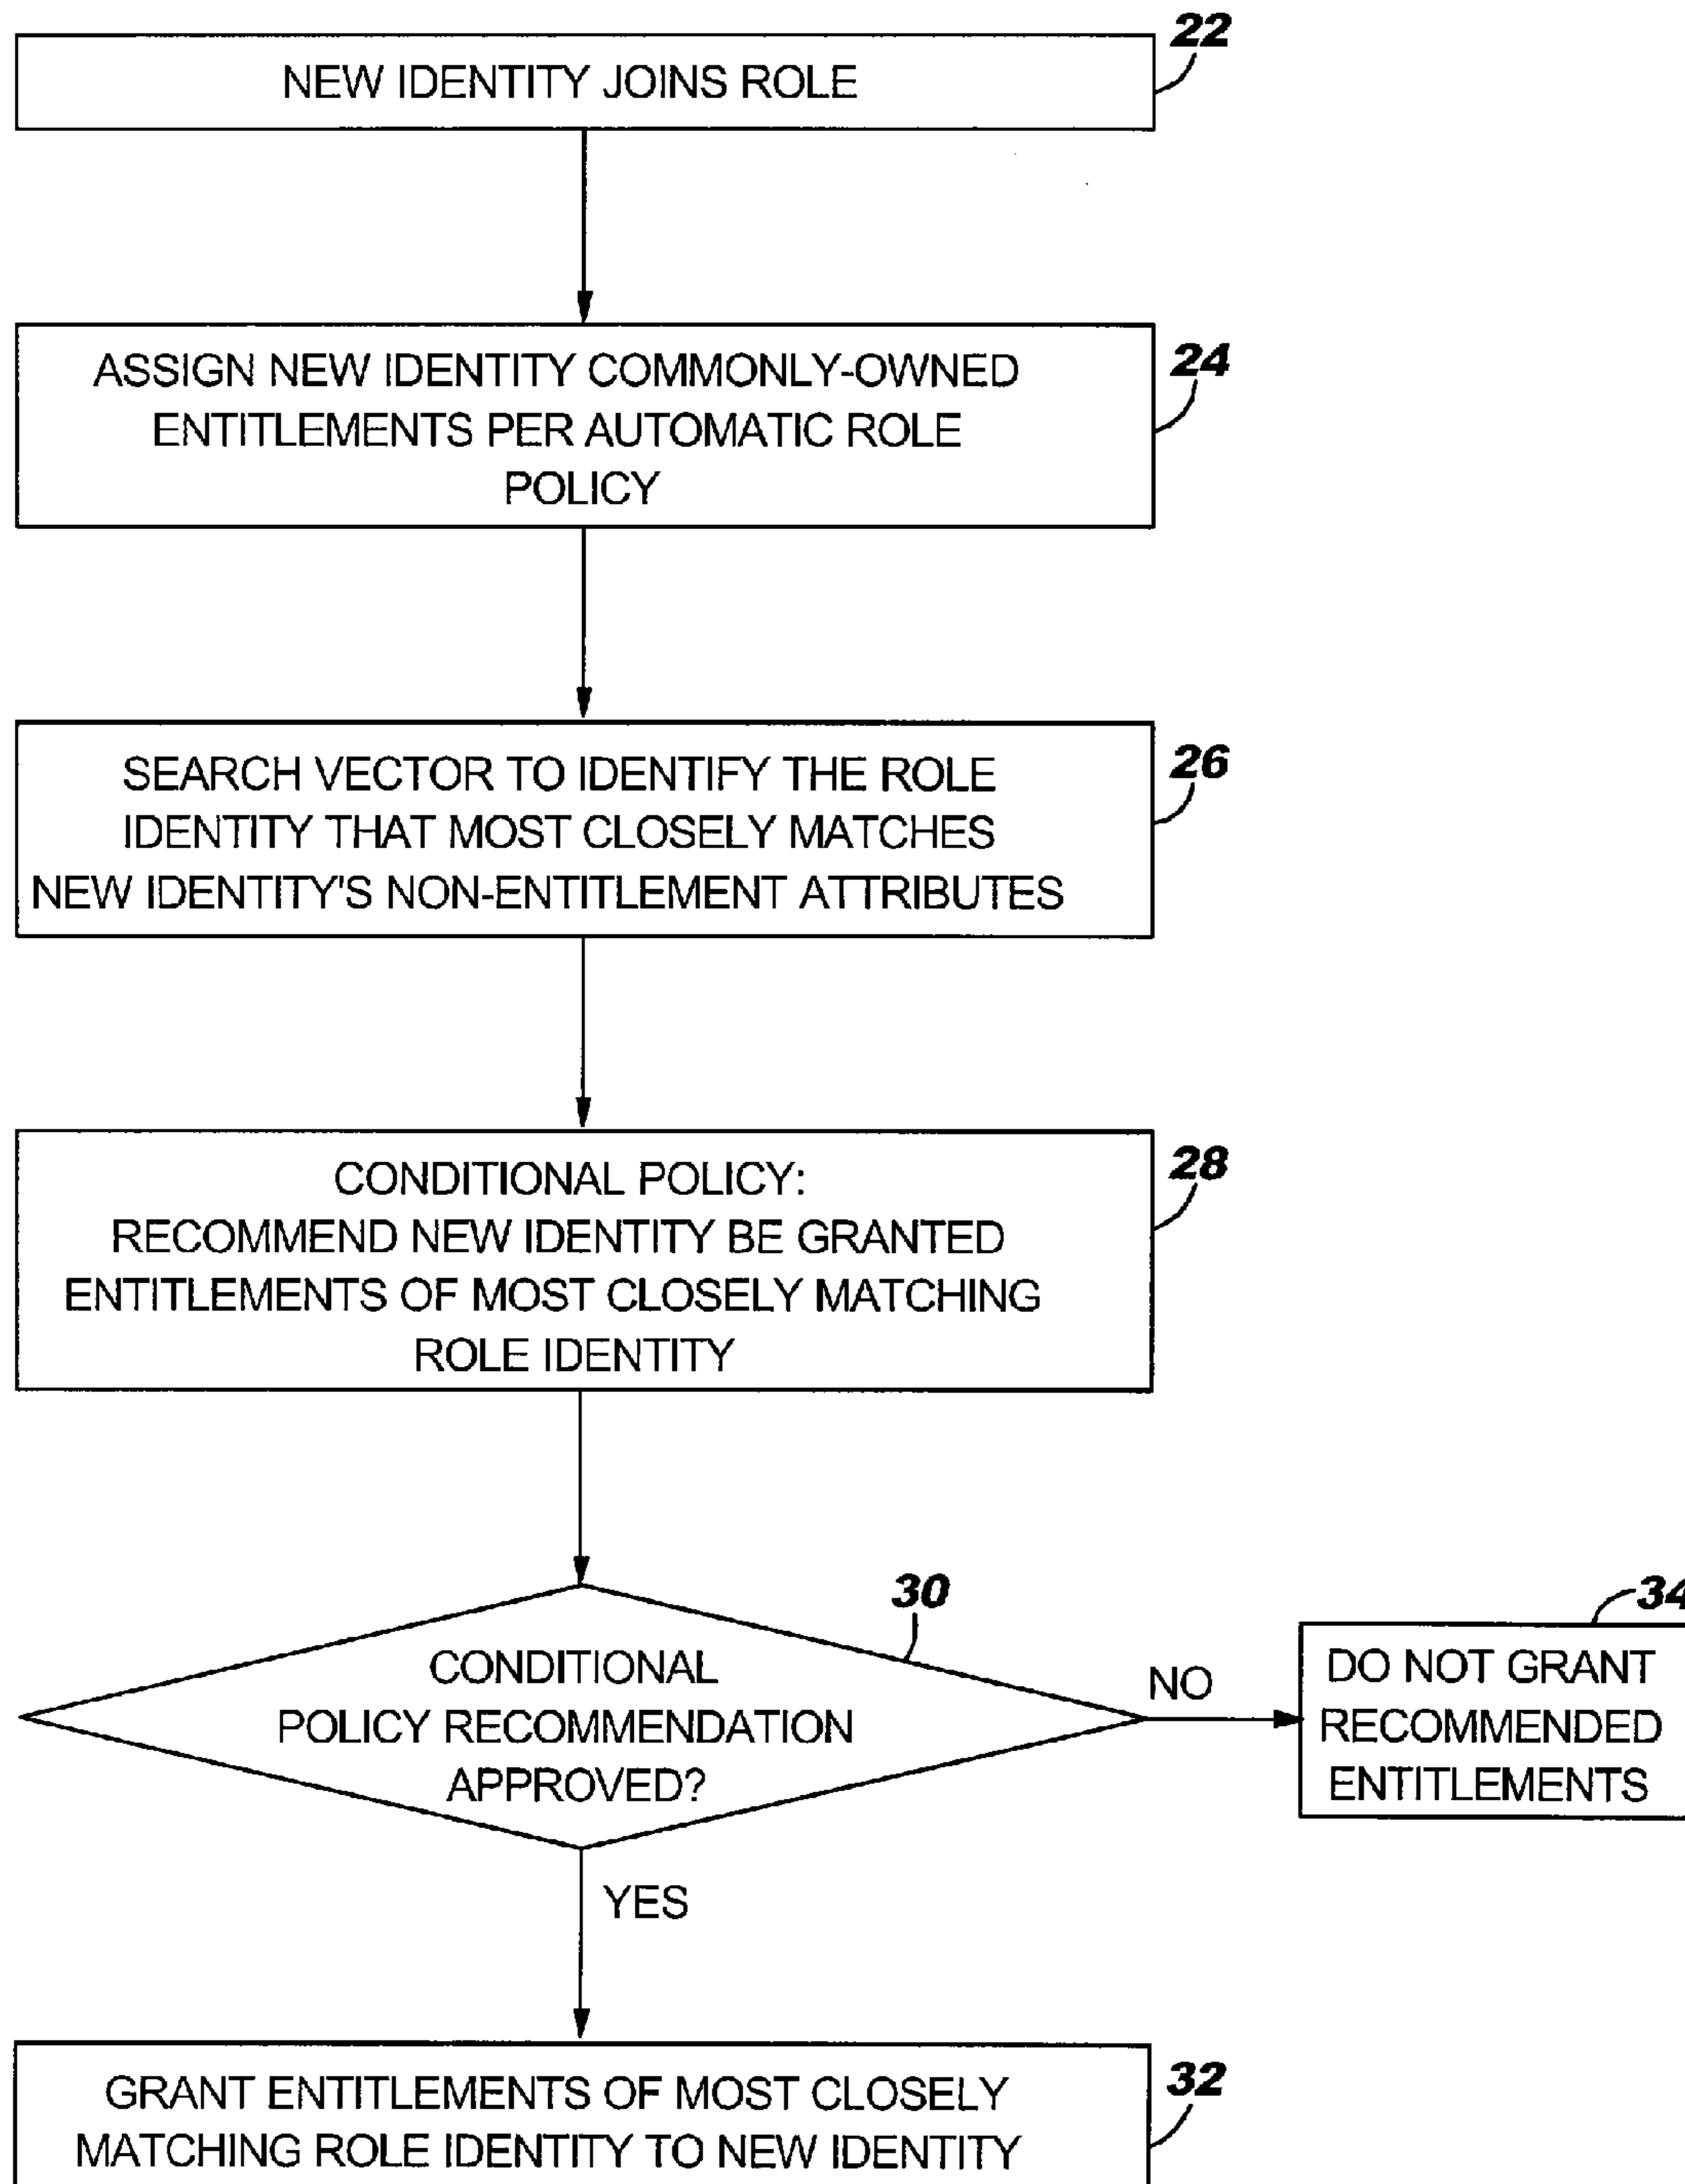 22
NEW IDENTITY JOINS ROLE
24
ASSIGN NEW IDENTITY COMMONLY-OWNED
ENTITLEMENTS PER AUTOMATIC ROLE
POLICY
26
SEARCH VECTOR TO IDENTIFY THE ROLE
IDENTITY THAT MOST CLOSELY MATCHES
NEW IDENTITY'S NON-ENTITLEMENT ATTRIBUTES
28
CONDITIONAL POLICY:
RECOMMEND NEW IDENTITY BE GRANTED
ENTITLEMENTS OF MOST CLOSELY MATCHING
ROLE IDENTITY
30
CONDITIONAL
POLICY RECOMMENDATION
APPROVED?
NO
34
DO NOT GRANT
RECOMMENDED
ENTITLEMENTS
YES
32
GRANT ENTITLEMENTS OF MOST CLOSELY
MATCHING ROLE IDENTITY TO NEW IDENTITY